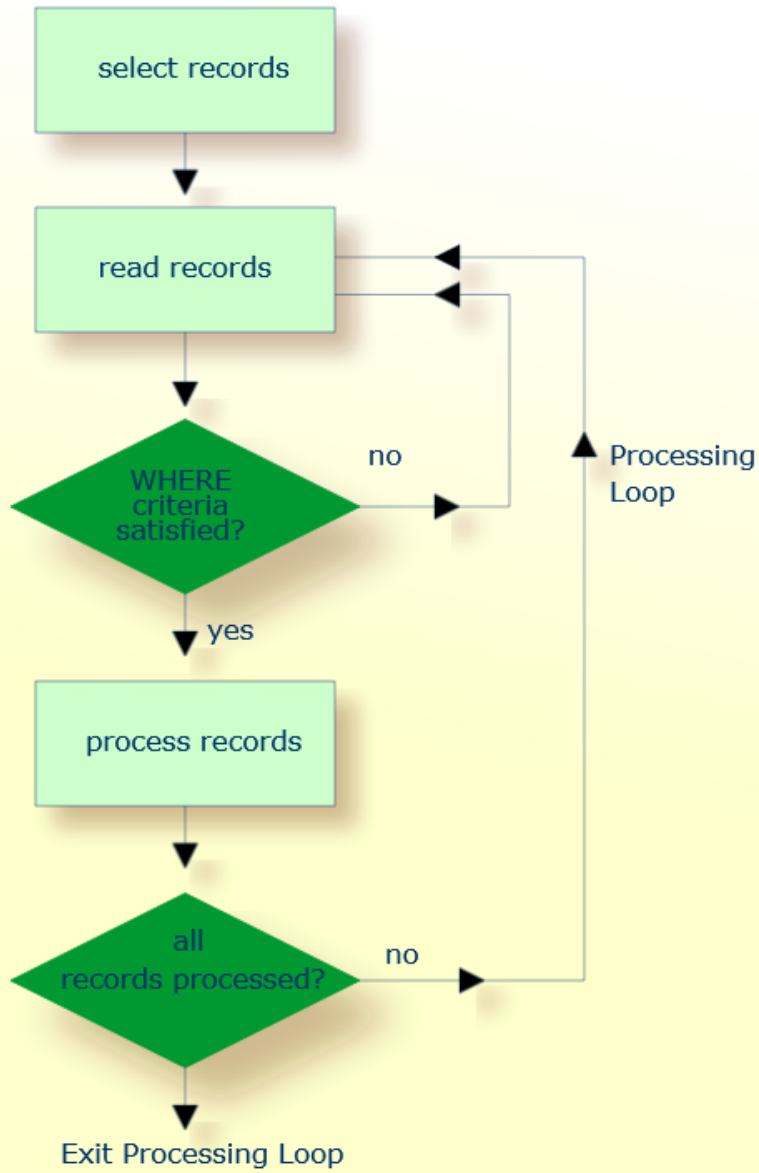 select records
read records
WHERE
criteria
satisfied?
no
Processing
Loop
yes
process records
all
records processed?
no
Exit Processing Loop